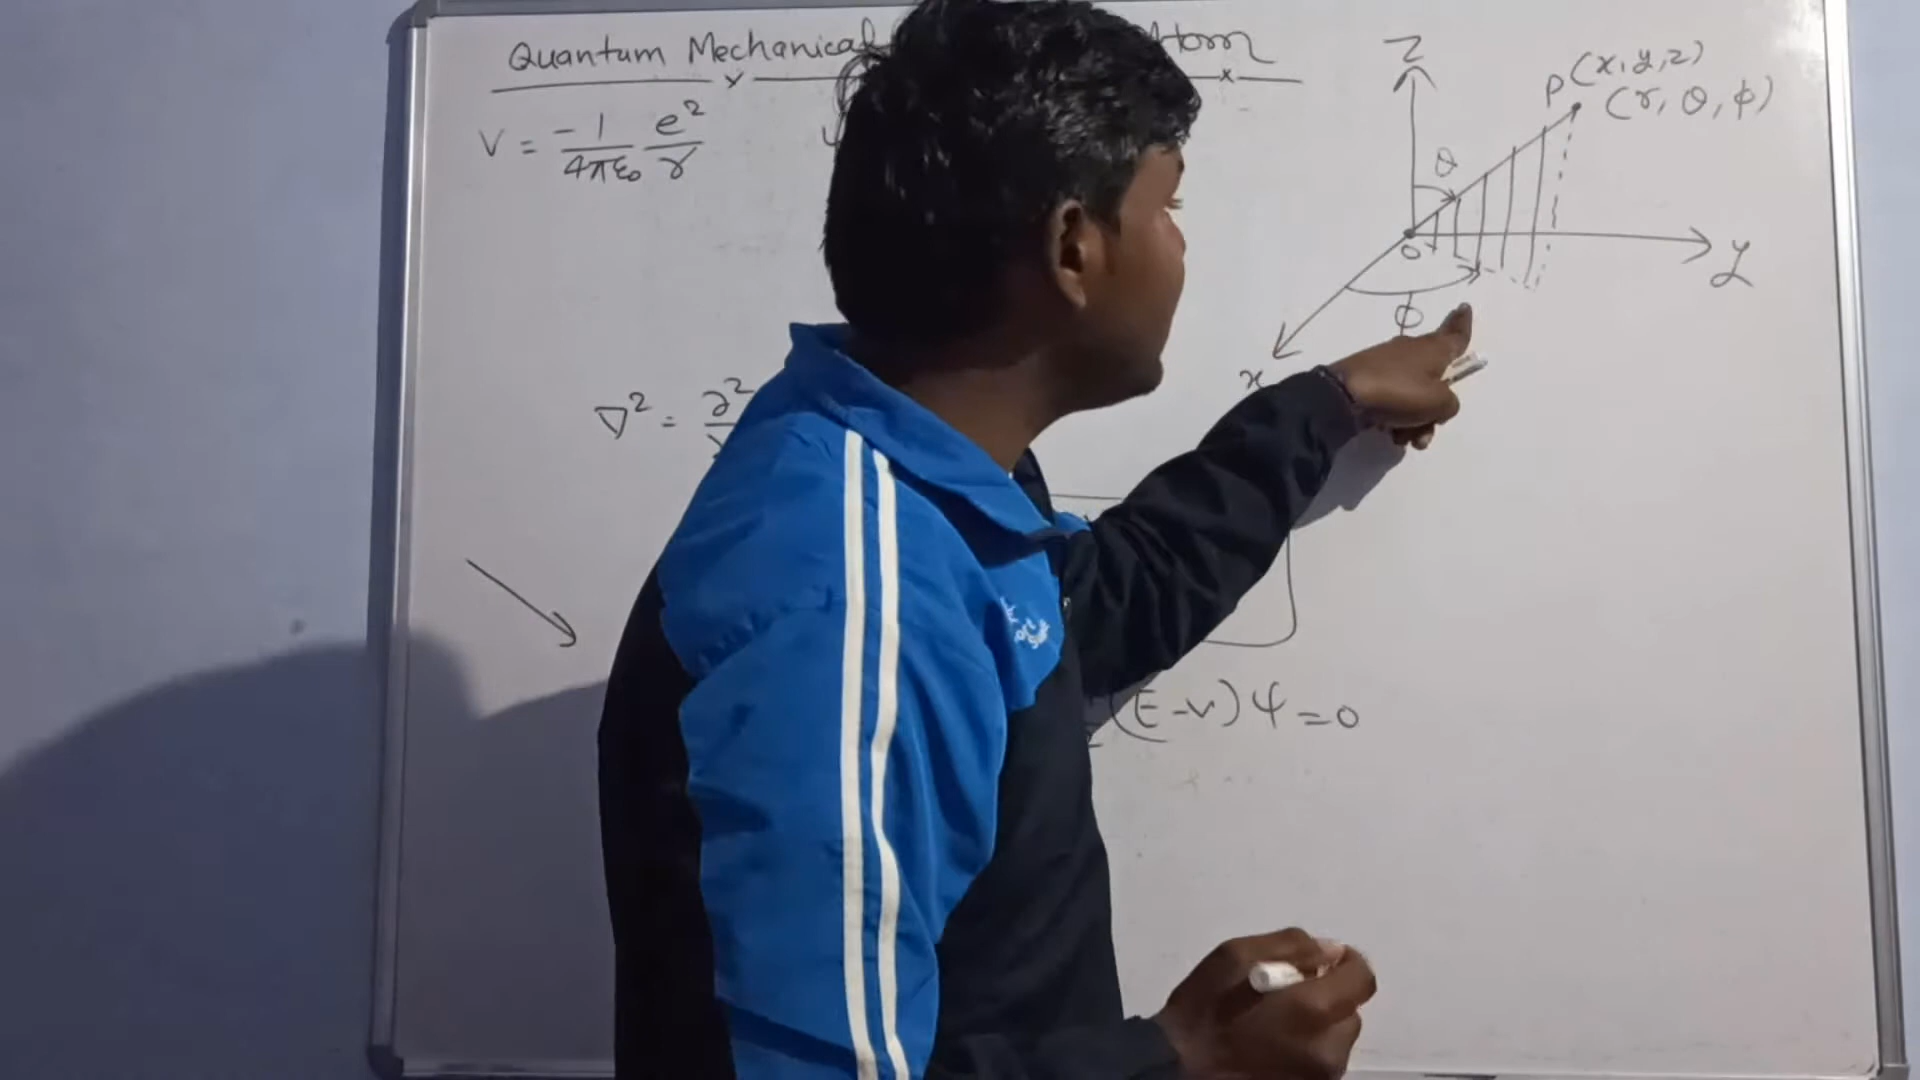 Quantum Mechanical Atom
V = -1/4πε₀ e²/r
Z
P(x, y, z)
(r, θ, ϕ)
θ
O
y
ϕ
x
∇² = ∂²
(E-V)Ψ=0